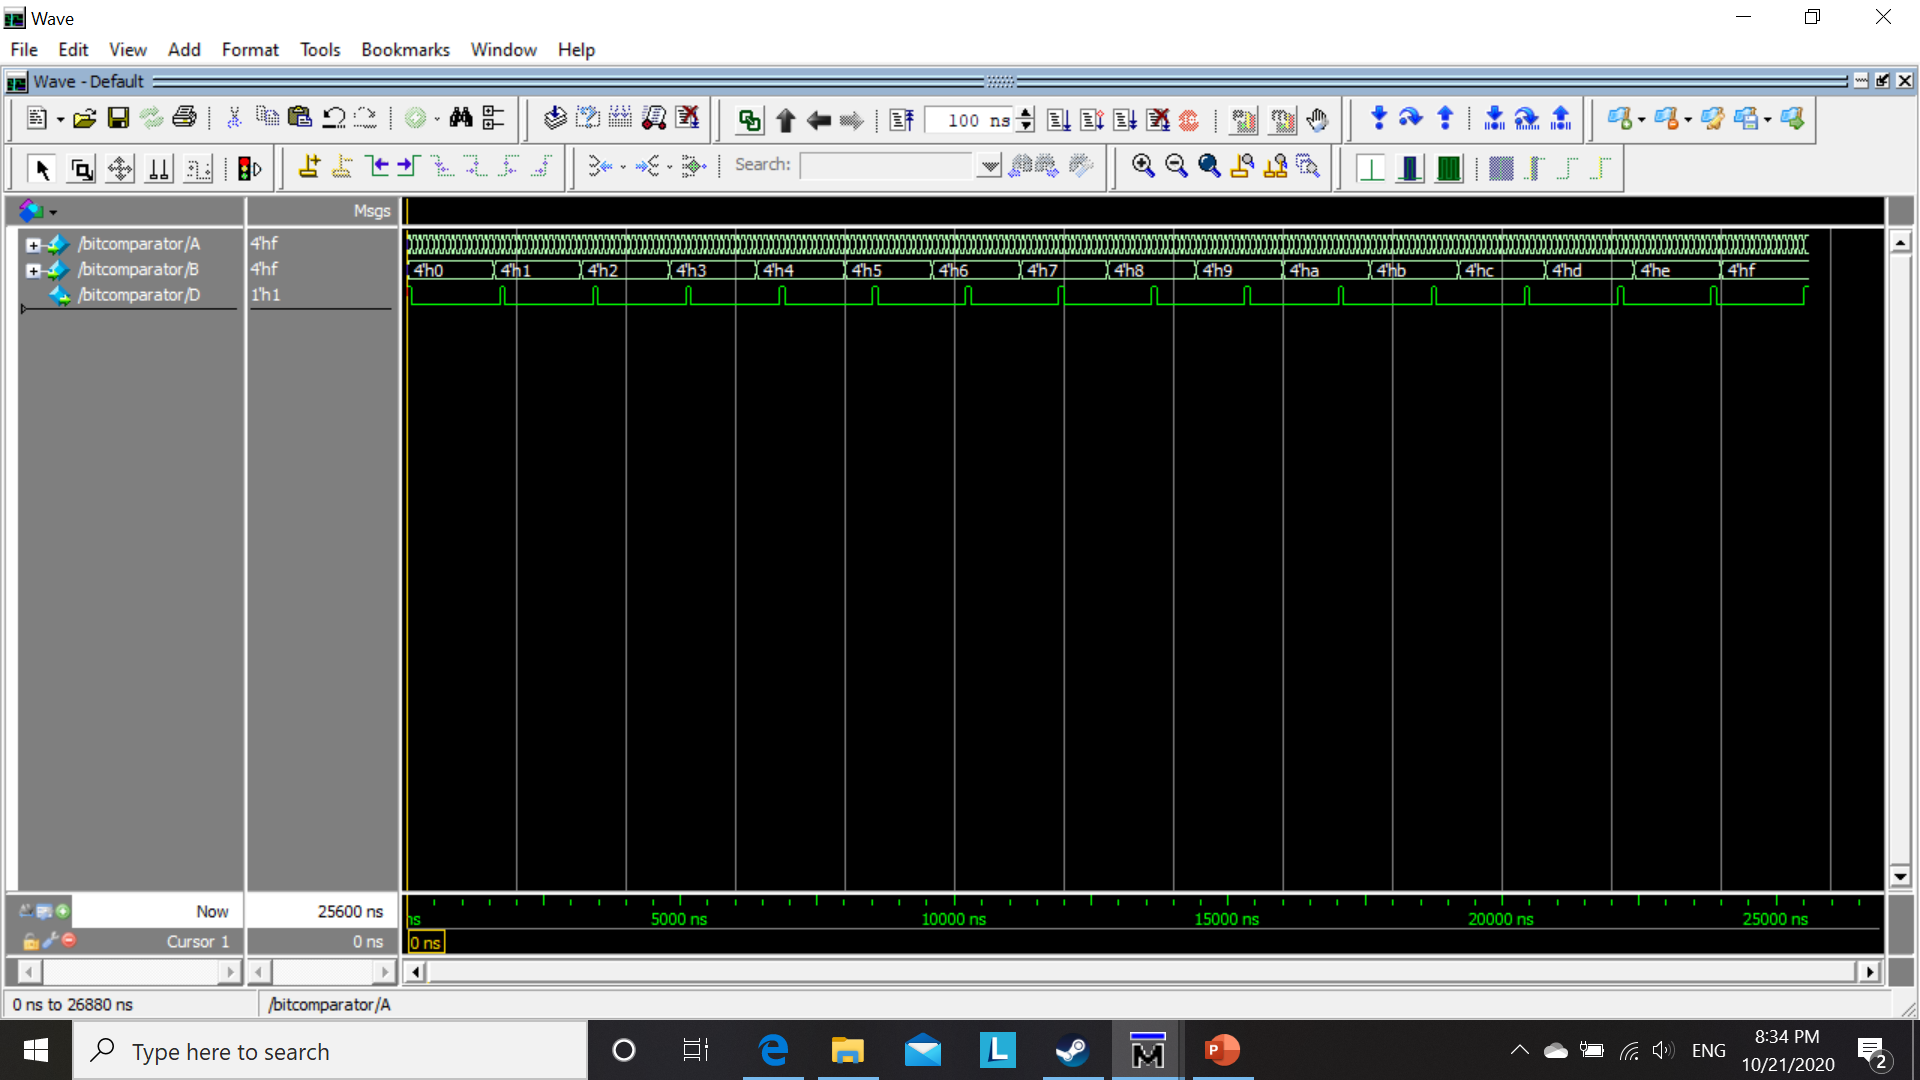 Wave
File Edit View Add Format Tools Bookmarks Window Help
Wave - Default
100 ns
Search:
Msgs
/bitcomparator/A 4'hf
/bitcomparator/B 4'hf 4'h0 4'h1 4'h2 4'h3 4'h4 4'h5 4'h6 4'h7 4'h8 4'h9 4'ha 4'hb 4'hc 4'hd 4'he 4'hf
/bitcomparator/D 1'h1
Now 25600 ns ns 5000 ns 10000 ns 15000 ns 20000 ns 25000 ns
Cursor 1 0 ns 0 ns
0 ns to 26880 ns /bitcomparator/A
Type here to search
L
M
P
ENG
8:34 PM
10/21/2020
2